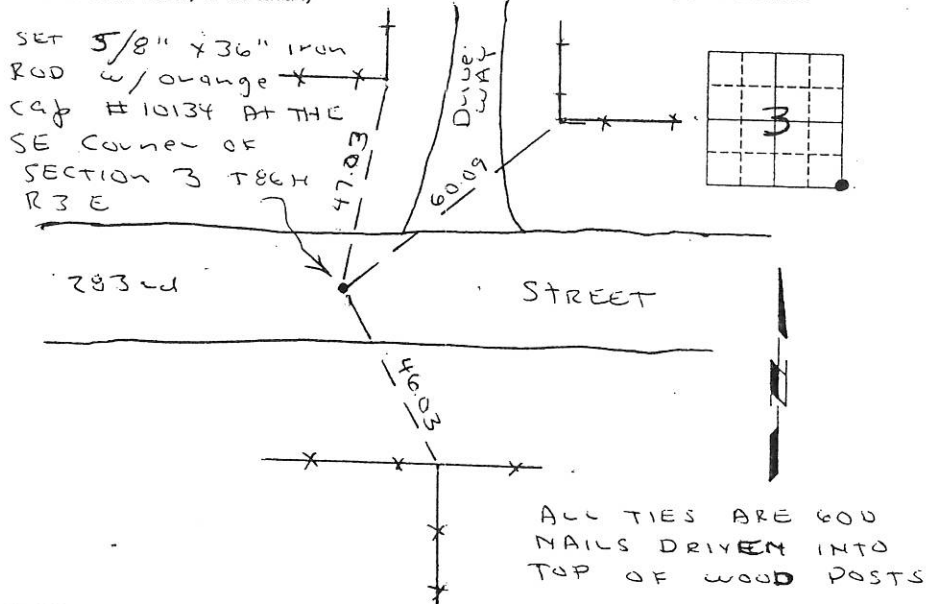 SET 5/8" x 36" Iron
ROD w/ orange
cap # 10134 At THE
SE Corner OF
SECTION 3 T86N
R3E
47.03
Drive
WAY
60.09
3
293rd
STREET
46.03
N
ALL TIES ARE 60D
NAILS DRIVEN INTO
TOP OF WOOD POSTS